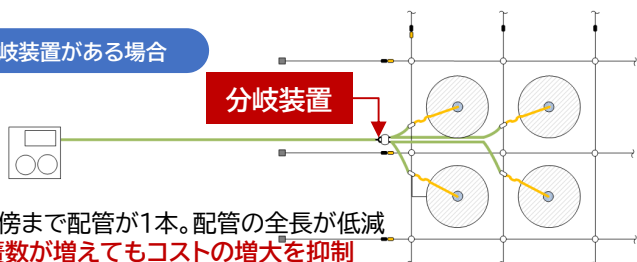 岐装置がある場合
分岐装置
傍まで配管が1本。配管の全長が低減
数が増えてもコストの増大を抑制